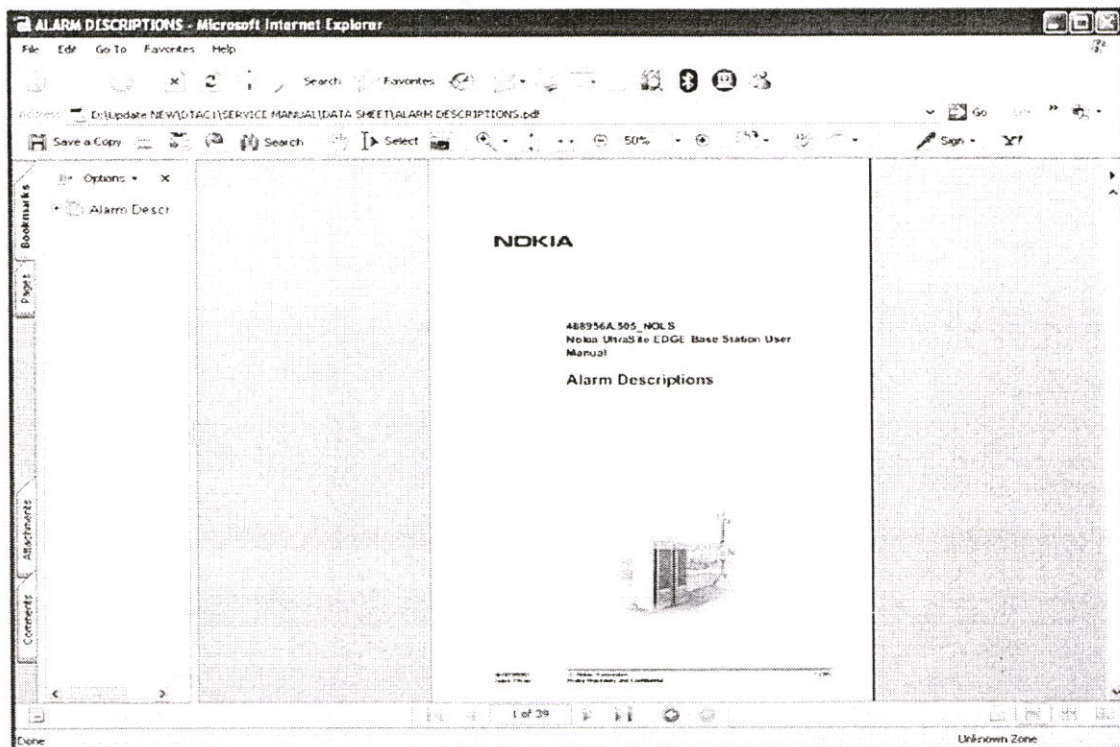 ALARM DESCRIPTIONS - Microsoft Internet Explorer
File Edit Go To Favorites Help
Search Favorites
Address D:\Update NEW\DTAC1\SERVICE MANUAL\DATA SHEET\ALARM DESCRIPTIONS.pdf Go
Save a Copy Search Select 50% Sign Y!
Options
Bookmarks
Alarm Descr
Pages
NOKIA
Nokia UltraSite EDGE Base Station User
Manual
Alarm Descriptions
Attachments
Comments
1 of 39
Done Unknown Zone